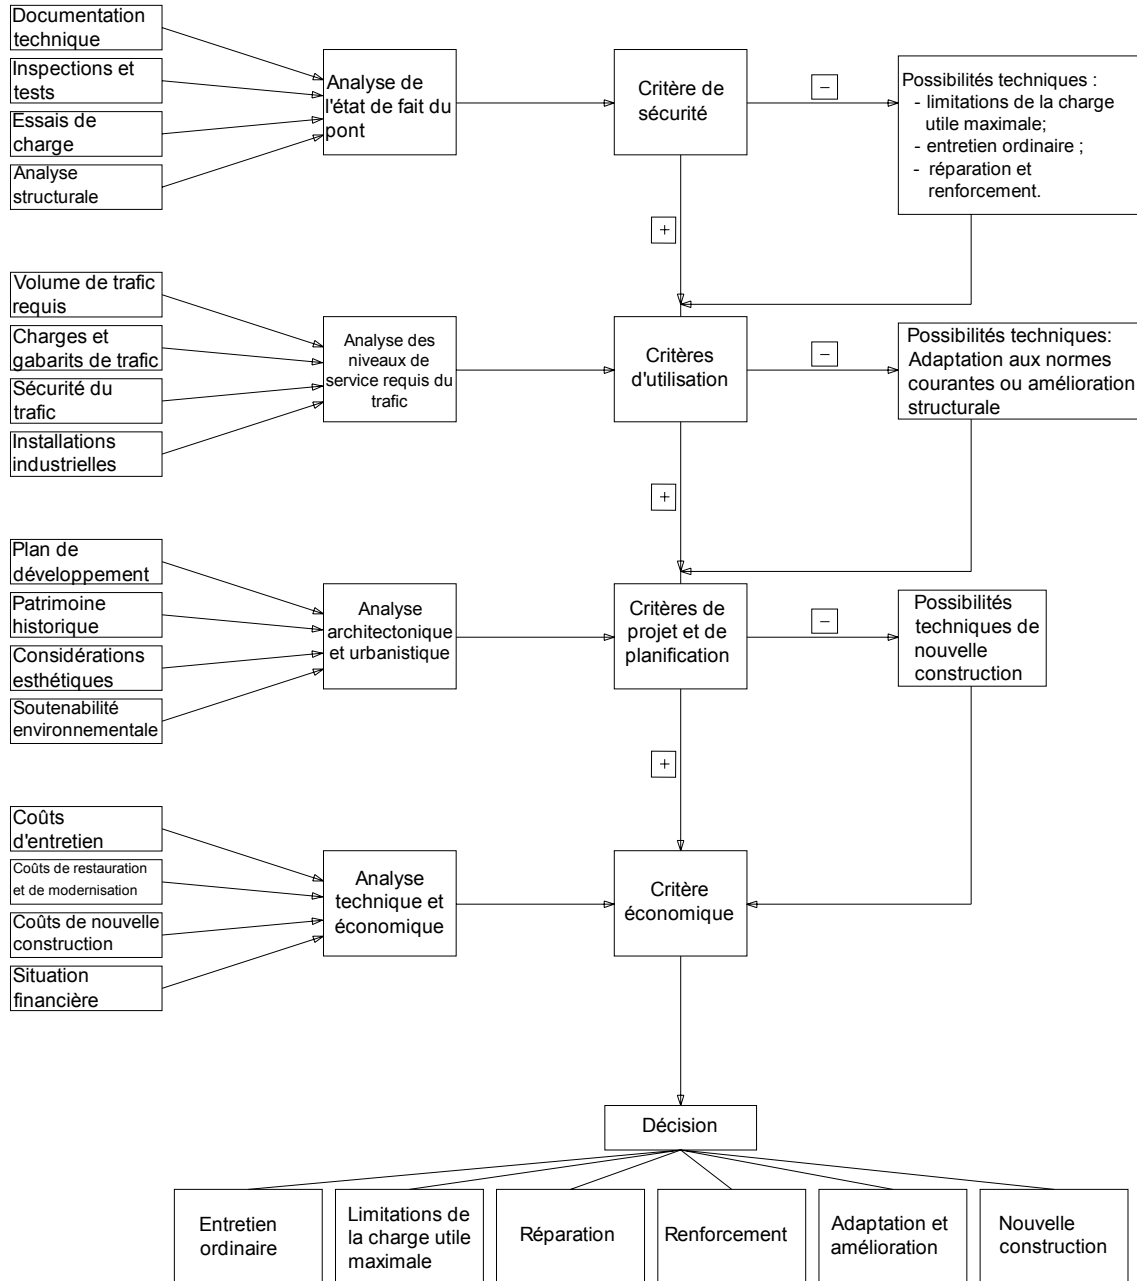 Documentation
technique
Inspections et
tests
Essais de
charge
Analyse
structurale
Analyse de
l'état de fait du
pont
Critère de
sécurité
−
Possibilités techniques :
- limitations de la charge
utile maximale;
- entretien ordinaire ;
- réparation et
renforcement.
+
Volume de trafic
requis
Charges et
gabarits de trafic
Sécurité du
trafic
Installations
industrielles
Analyse des
niveaux de
service requis du
trafic
Critères
d'utilisation
−
Possibilités techniques:
Adaptation aux normes
courantes ou amélioration
structurale
+
Plan de
développement
Patrimoine
historique
Considérations
esthétiques
Soutenabilité
environnementale
Analyse
architectonique
et urbanistique
Critères de
projet et de
planification
−
Possibilités
techniques de
nouvelle
construction
+
Coûts
d'entretien
Coûts de restauration
et de modernisation
Coûts de nouvelle
construction
Situation
financière
Analyse
technique et
économique
Critère
économique
Décision
Entretien
ordinaire
Limitations de
la charge utile
maximale
Réparation
Renforcement
Adaptation et
amélioration
Nouvelle
construction